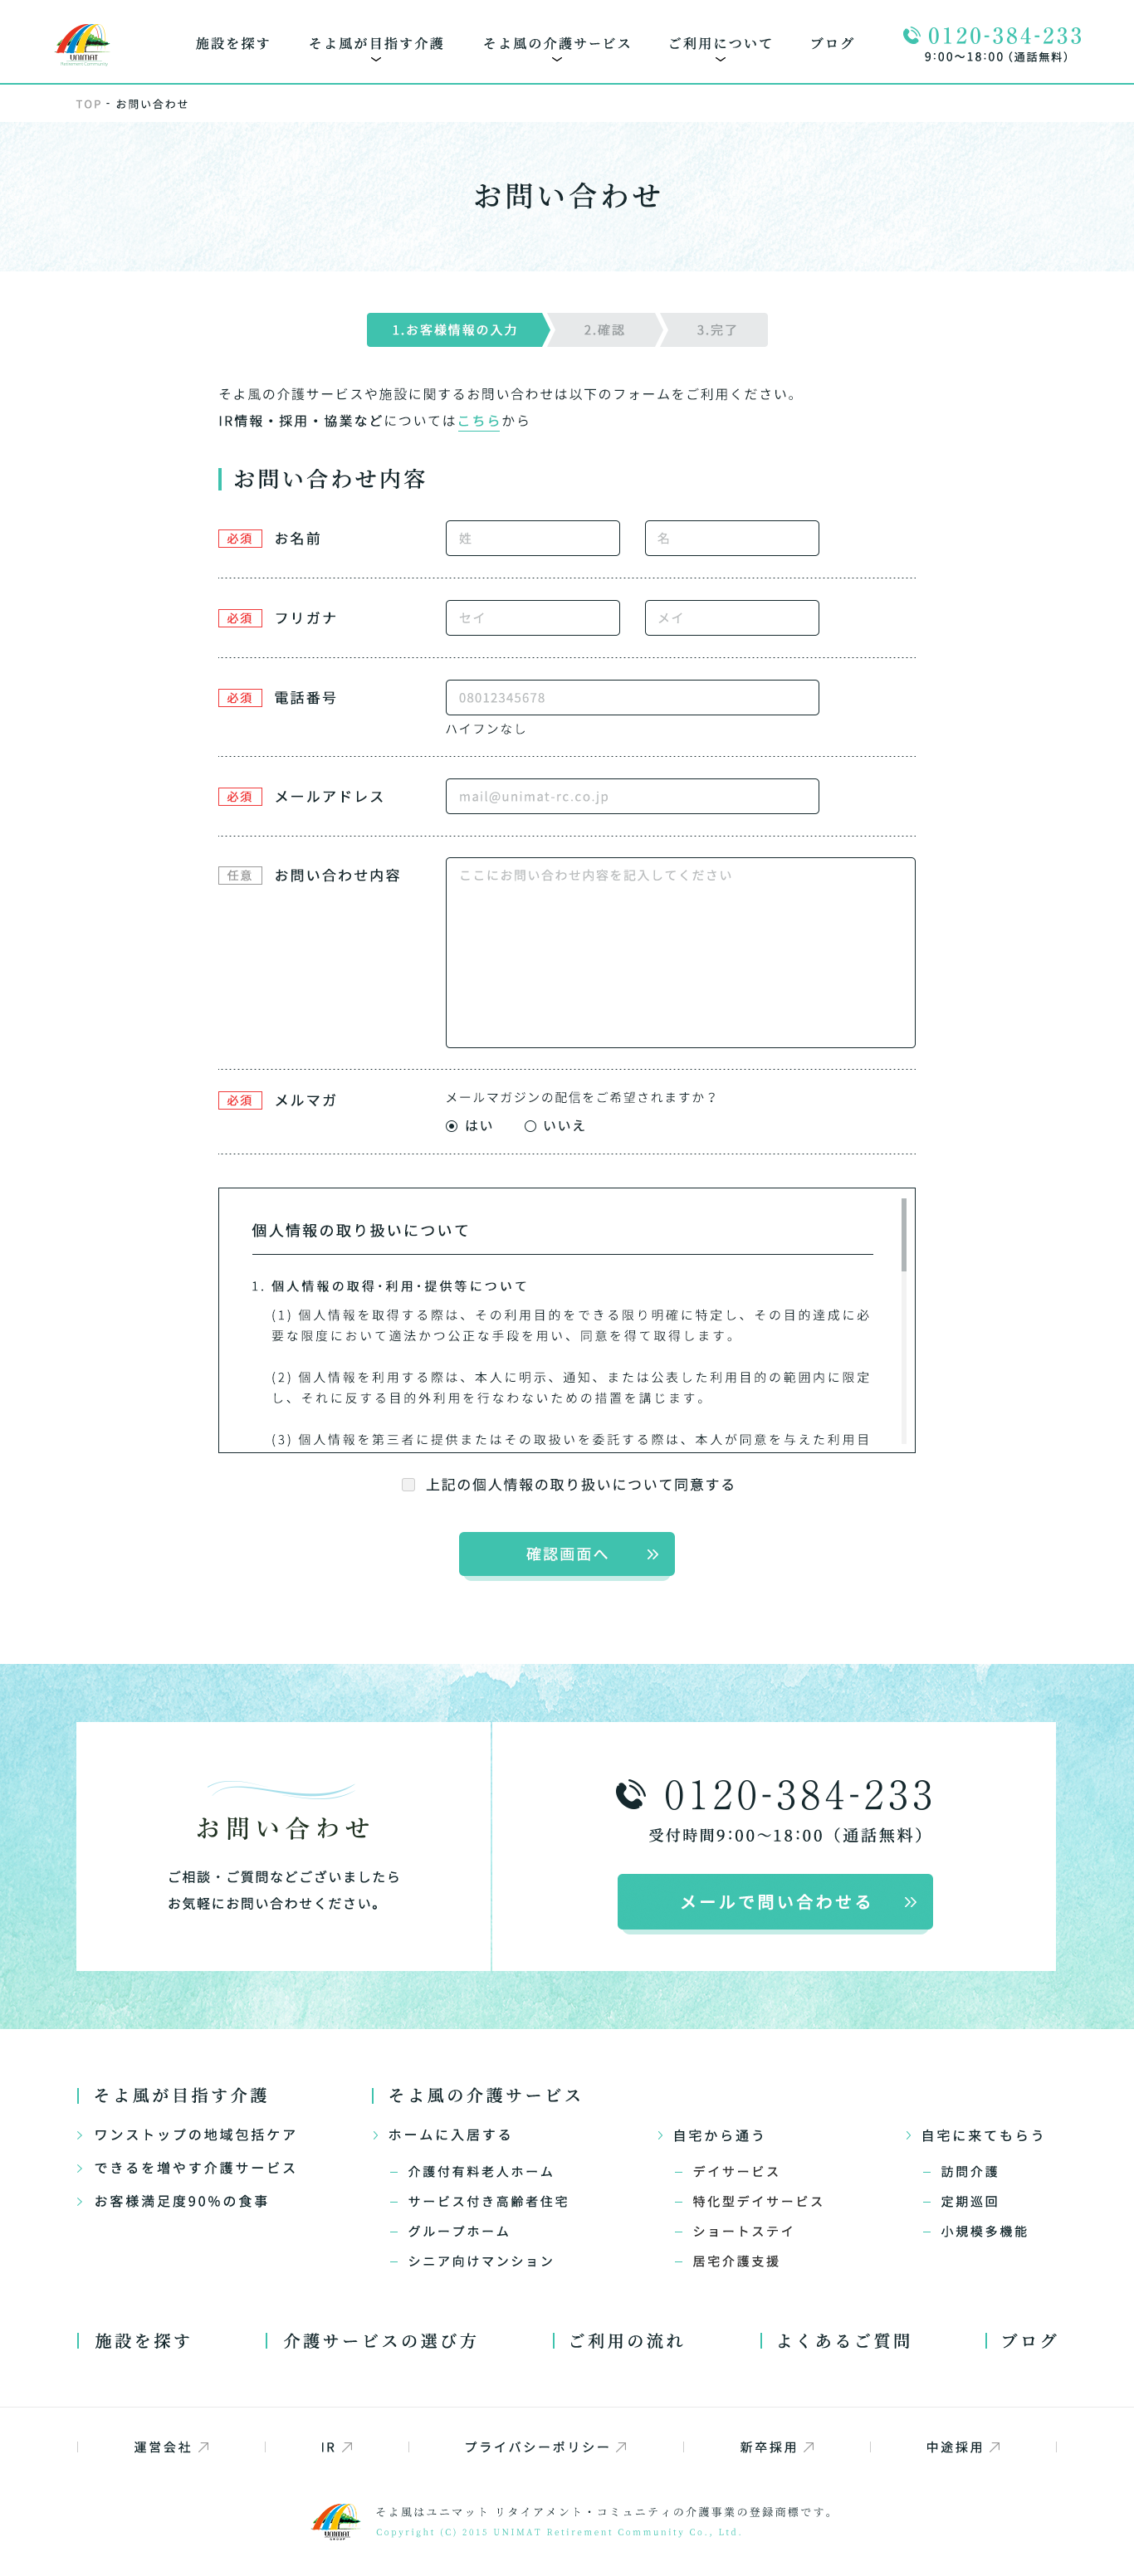 UNIMAT
Retirement Community
施設を探す
そよ風が目指す介護
そよ風の介護サービス
ご利用について
ブログ
0120-384-233
9:00〜18:00（通話無料）
TOP - お問い合わせ
お問い合わせ
1.お客様情報の入力
2.確認
3.完了
そよ風の介護サービスや施設に関するお問い合わせは以下のフォームをご利用ください。
IR情報・採用・協業などについてはこちらから
お問い合わせ内容
必須 お名前 姓 名
必須 フリガナ セイ メイ
必須 電話番号 08012345678
ハイフンなし
必須 メールアドレス mail@unimat-rc.co.jp
任意 お問い合わせ内容 ここにお問い合わせ内容を記入してください
必須 メルマガ メールマガジンの配信をご希望されますか？
はい いいえ
個人情報の取り扱いについて
1. 個人情報の取得･利用･提供等について
(1) 個人情報を取得する際は、その利用目的をできる限り明確に特定し、その目的達成に必
要な限度において適法かつ公正な手段を用い、同意を得て取得します。
(2) 個人情報を利用する際は、本人に明示、通知、または公表した利用目的の範囲内に限定
し、それに反する目的外利用を行なわないための措置を講じます。
(3) 個人情報を第三者に提供またはその取扱いを委託する際は、本人が同意を与えた利用目
上記の個人情報の取り扱いについて同意する
確認画面へ
お問い合わせ
ご相談・ご質問などございましたら
お気軽にお問い合わせください。
0120-384-233
受付時間9:00〜18:00（通話無料）
メールで問い合わせる
そよ風が目指す介護
ワンストップの地域包括ケア
できるを増やす介護サービス
お客様満足度90%の食事
そよ風の介護サービス
ホームに入居する
介護付有料老人ホーム
サービス付き高齢者住宅
グループホーム
シニア向けマンション
自宅から通う
デイサービス
特化型デイサービス
ショートステイ
居宅介護支援
自宅に来てもらう
訪問介護
定期巡回
小規模多機能
施設を探す
介護サービスの選び方
ご利用の流れ
よくあるご質問
ブログ
運営会社
IR
プライバシーポリシー
新卒採用
中途採用
UNIMAT
GROUP
そよ風はユニマット リタイアメント・コミュニティの介護事業の登録商標です。
Copyright (C) 2015 UNIMAT Retirement Community Co., Ltd.